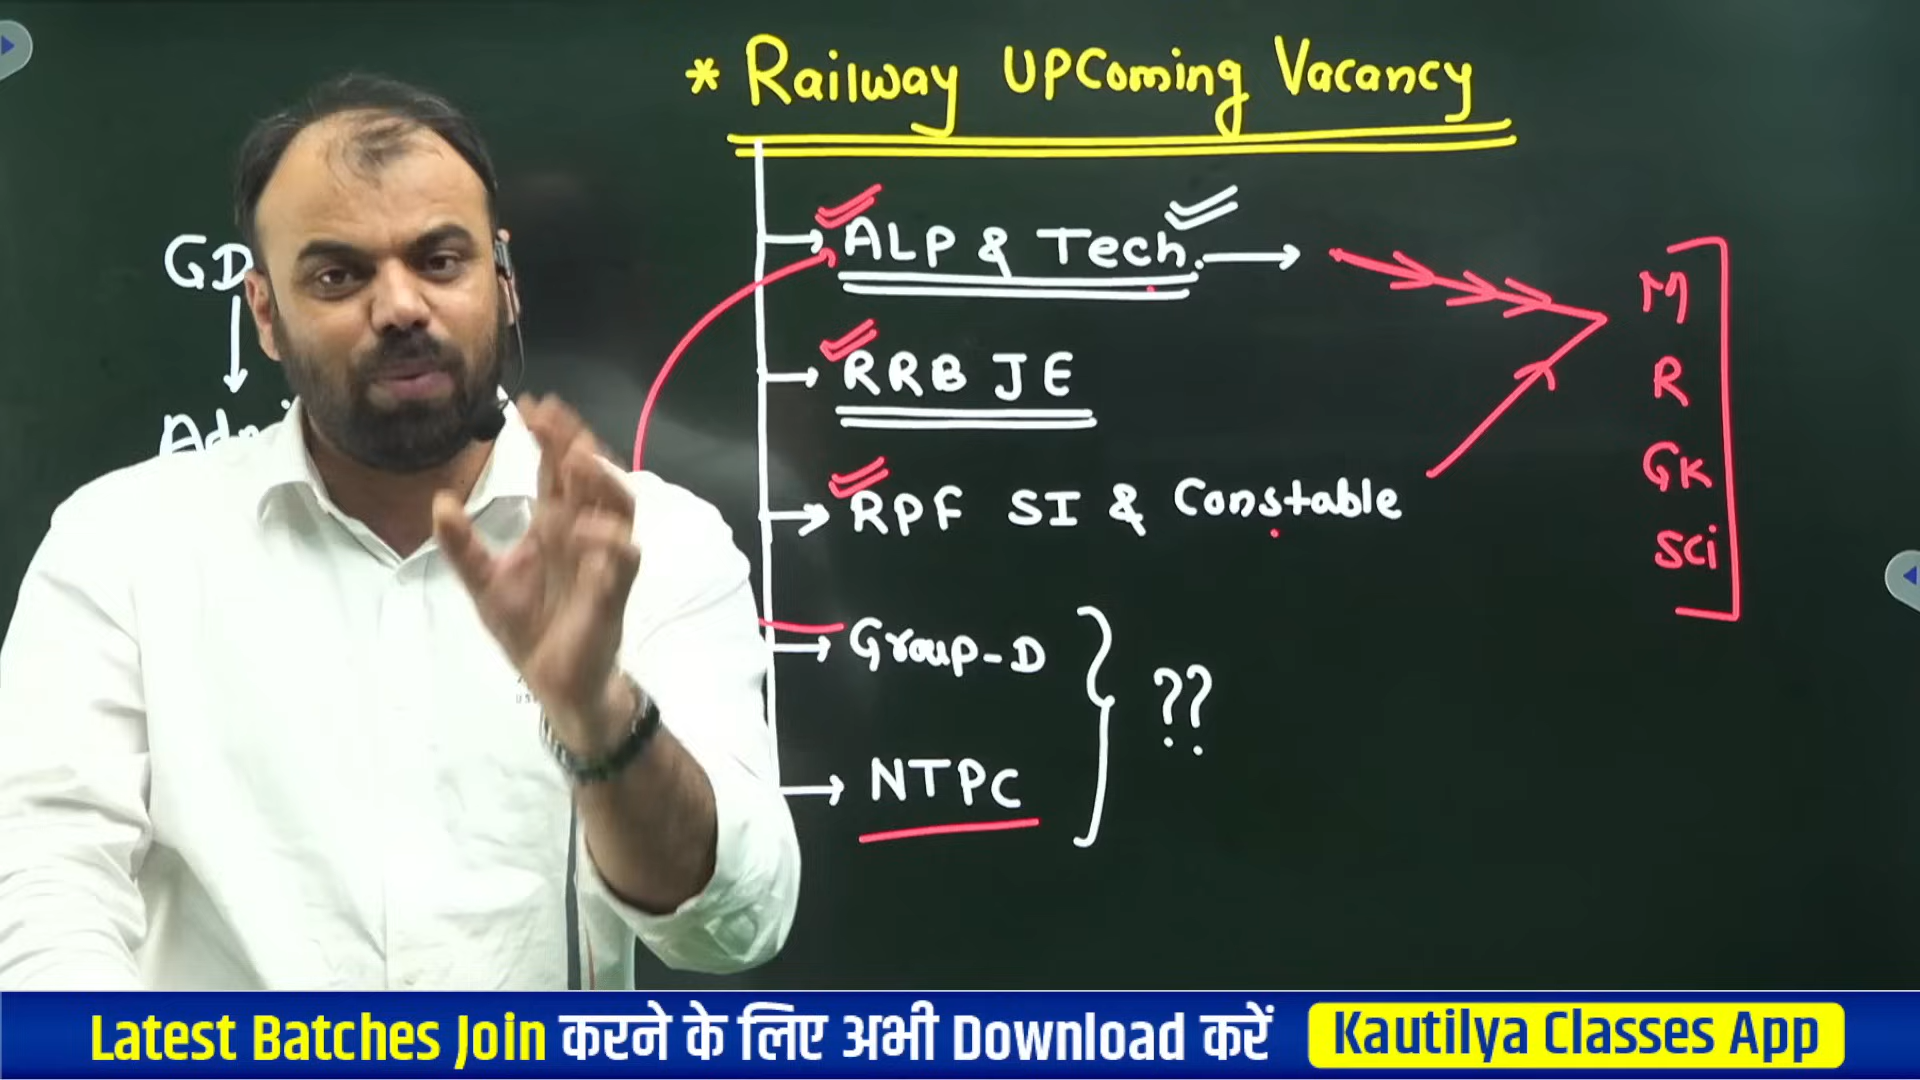 * Railway UPComing Vacancy
GD
ALP & Tech.
M
RRB JE
R
GK
RPF SI & Constable
Sci
Group-D
??
NTPC
Latest Batches Join करने के लिए अभी Download करें Kautilya Classes App